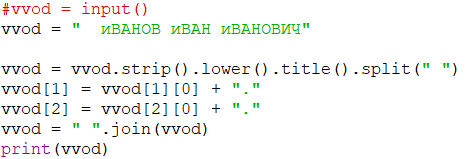 #vvod = input()
vvod = "  иВАНОВ иВАН иВАНОВИЧ"
vvod = vvod.strip().lower().title().split(" ")
vvod[1] = vvod[1][0] + "."
vvod[2] = vvod[2][0] + "."
vvod = " ".join(vvod)
print(vvod)